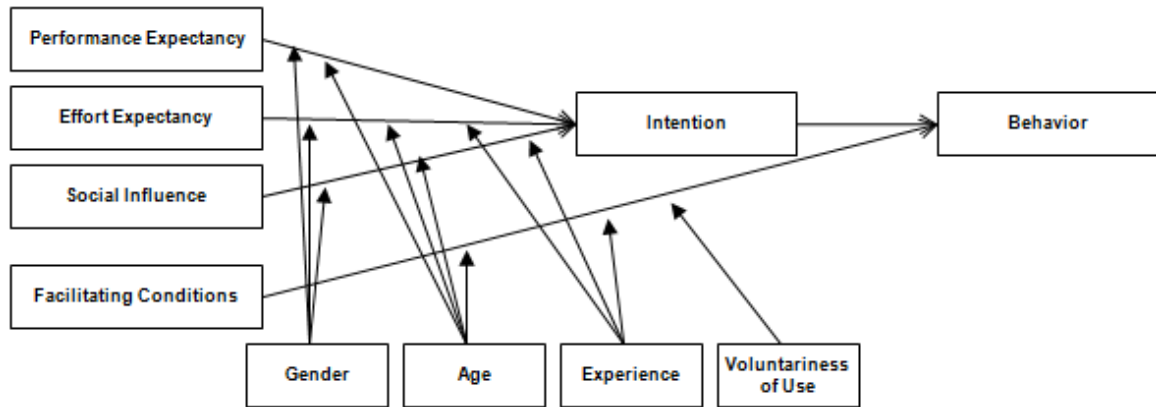 Performance Expectancy
Effort Expectancy
Intention
Behavior
Social Influence
Facilitating Conditions
Gender
Age
Experience
Voluntariness
of Use